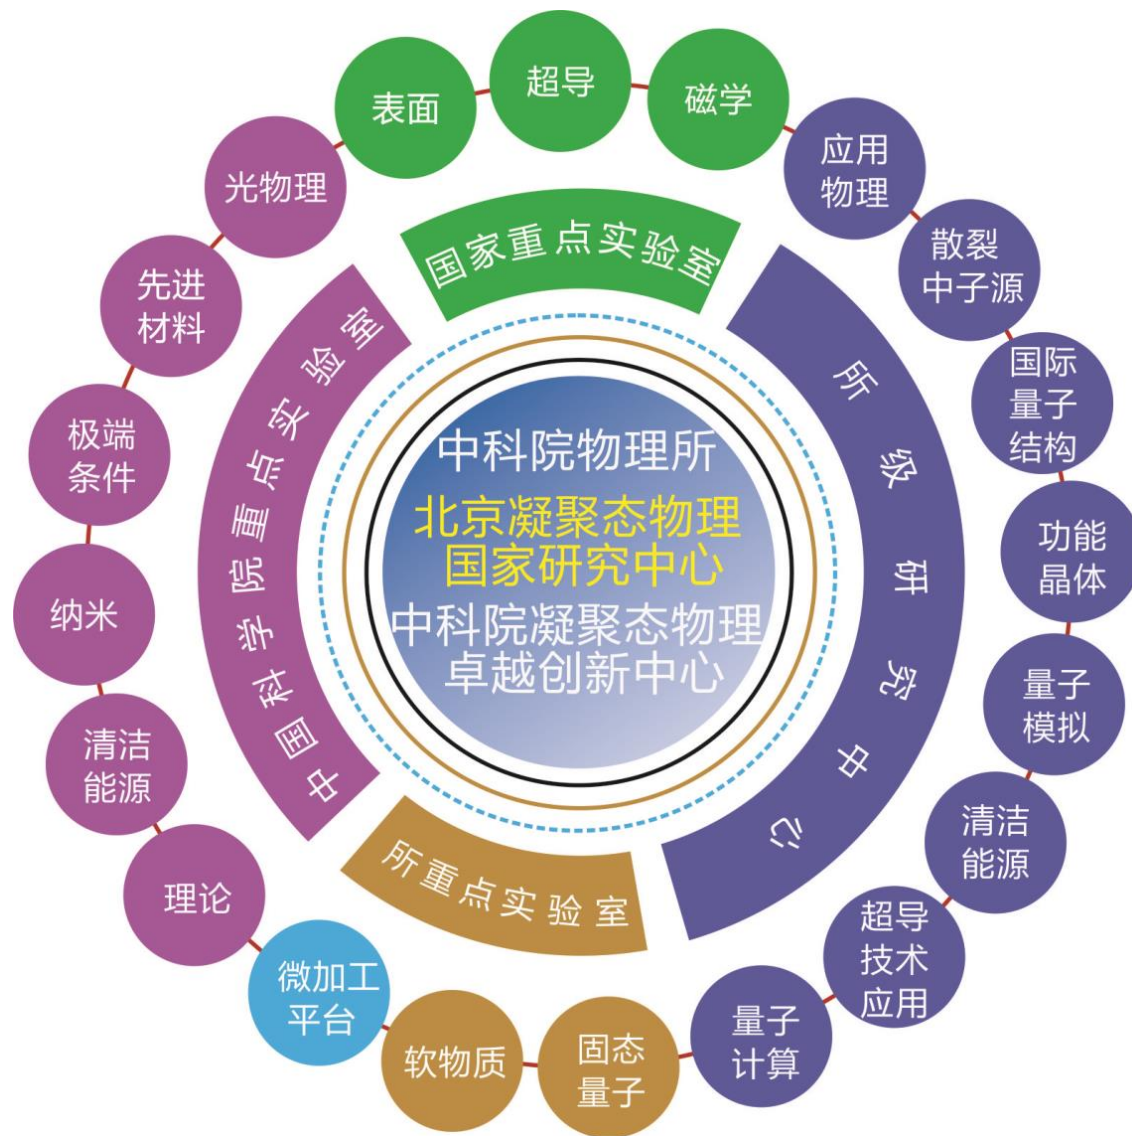 表面
超导
磁学
应用
物理
散裂
中子源
国际
量子
结构
功能
晶体
量子
模拟
清洁
能源
超导
技术
应用
量子
计算
固态
量子
软物质
微加工
平台
理论
清洁
能源
纳米
极端
条件
先进
材料
光物理
国家重点实验室
所级研究中心
所重点实验室
中国科学院重点实验室
中科院物理所
北京凝聚态物理
国家研究中心
中科院凝聚态物理
卓越创新中心